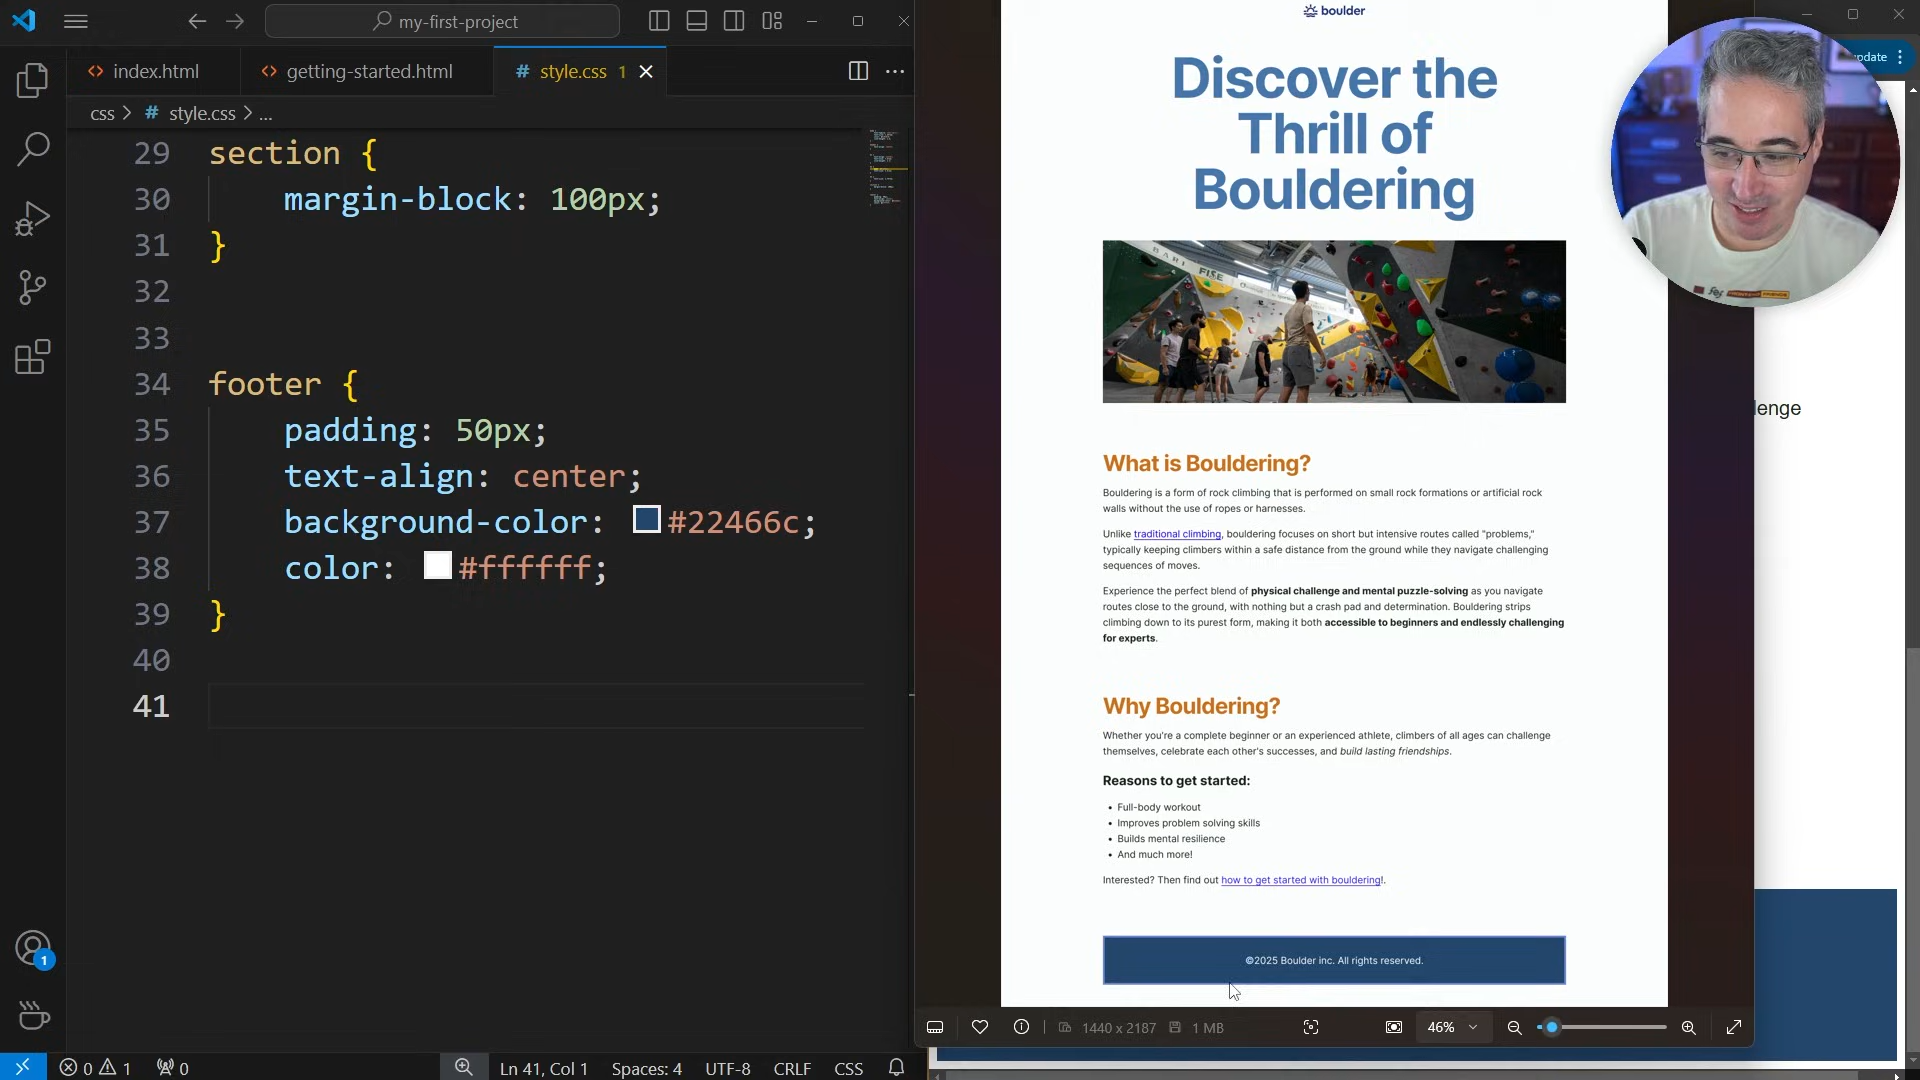 my-first-project
index.html
getting-started.html
style.css 1
css > style.css > ...
29 section {
30 margin-block: 100px;
31 }
32
33
34 footer {
35 padding: 50px;
36 text-align: center;
37 background-color: #22466c;
38 color: #ffffff;
39 }
40
41
1
0 1 0
Ln 41, Col 1
Spaces: 4
UTF-8
CRLF
CSS
boulder
Discover the
Thrill of
Bouldering
FISE
What is Bouldering?
Bouldering is a form of rock climbing that is performed on small rock formations or artificial rock
walls without the use of ropes or harnesses.
Unlike traditional climbing, bouldering focuses on short but intensive routes called "problems,"
typically keeping climbers within a safe distance from the ground while they navigate challenging
sequences of moves.
Experience the perfect blend of physical challenge and mental puzzle-solving as you navigate
routes close to the ground, with nothing but a crash pad and determination. Bouldering strips
climbing down to its purest form, making it both accessible to beginners and endlessly challenging
for experts.
Why Bouldering?
Whether you're a complete beginner or an experienced athlete, climbers of all ages can challenge
themselves, celebrate each other's successes, and build lasting friendships.
Reasons to get started:
• Full-body workout
• Improves problem solving skills
• Builds mental resilience
• And much more!
Interested? Then find out how to get started with bouldering!.
©2025 Boulder inc. All rights reserved.
1440 x 2187
1 MB
46%
pdate
lenge